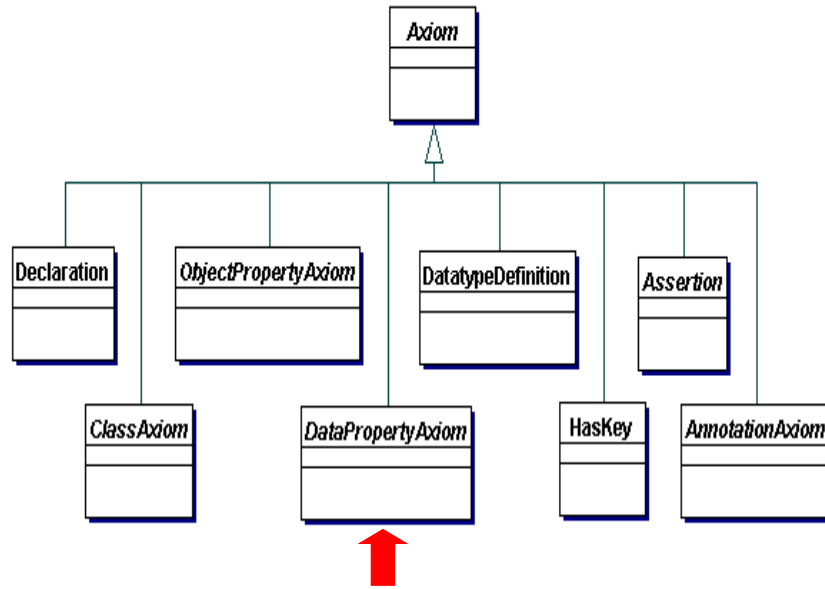 Axiom
Declaration
ObjectPropertyAxiom
DatatypeDefinition
Assertion
ClassAxiom
DataPropertyAxiom
HasKey
AnnotationAxiom